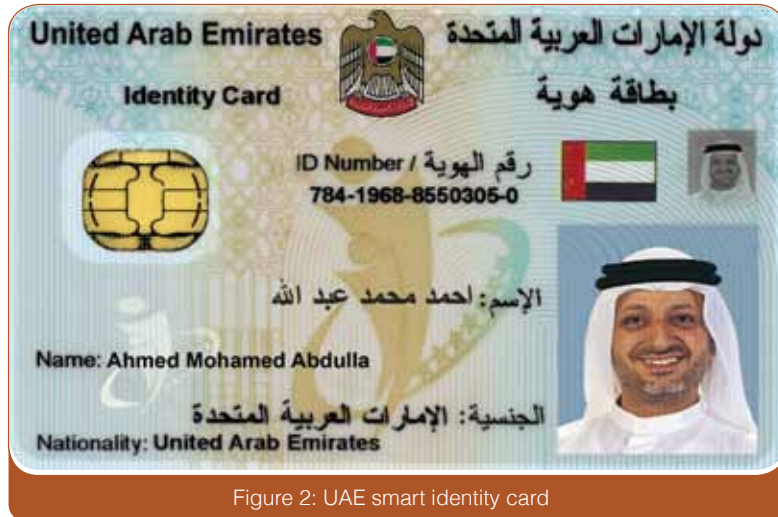 United Arab Emirates دولة الإمارات العربية المتحدة
Identity Card بطاقة هوية
ID Number / رقم الهوية
784-1968-8550305-0
الإسم: احمد محمد عبد الله
Name: Ahmed Mohamed Abdulla
الجنسية: الإمارات العربية المتحدة
Nationality: United Arab Emirates
Figure 2: UAE smart identity card